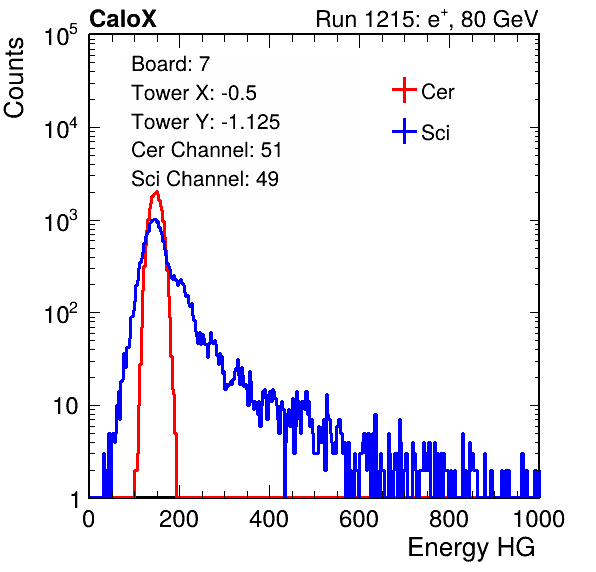 CaloX Run 1215: e⁺, 80 GeV
Counts
Board: 7
Tower X: -0.5
Tower Y: -1.125
Cer Channel: 51
Sci Channel: 49
Cer
Sci
10⁵
10⁴
10³
10²
10
1
0 200 400 600 800 1000
Energy HG